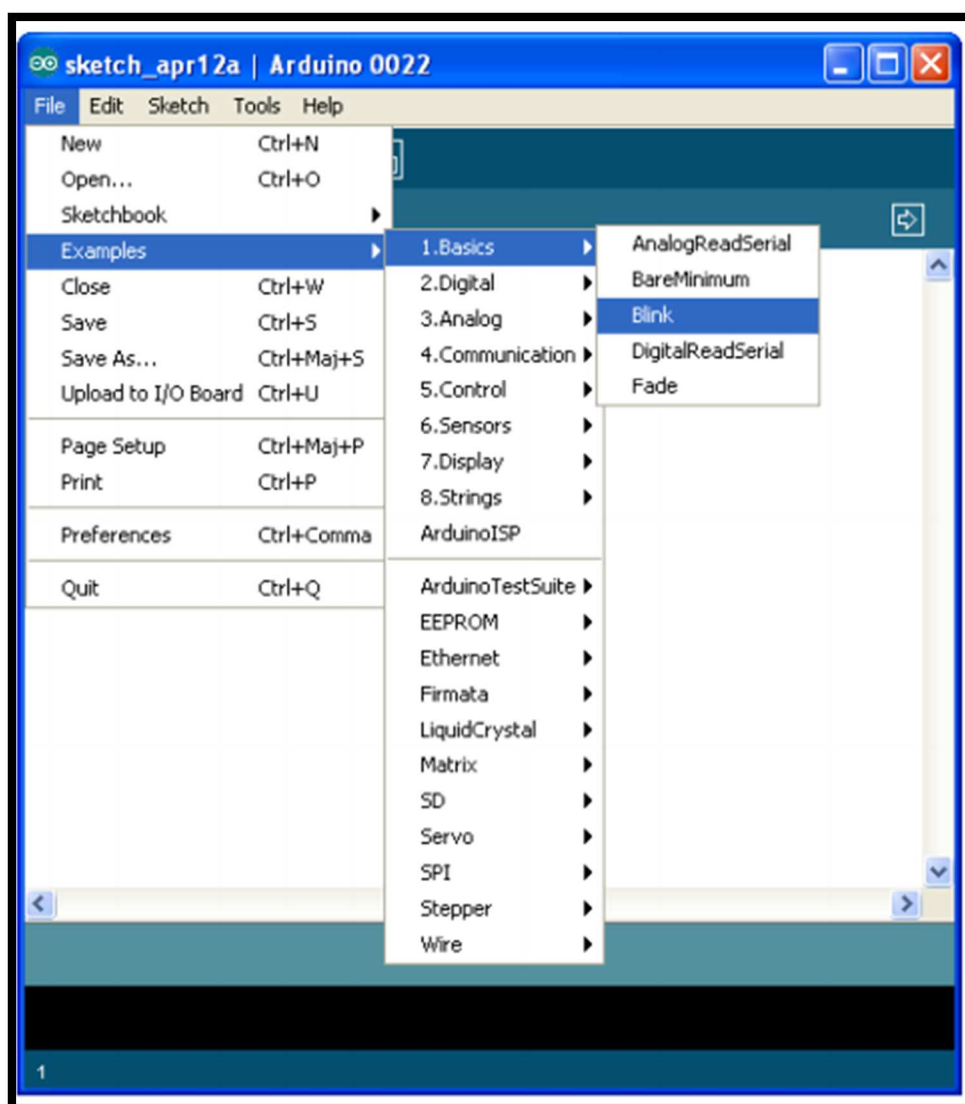 sketch_apr12a | Arduino 0022
File Edit Sketch Tools Help
New Ctrl+N
Open... Ctrl+O
Sketchbook
Examples
Close Ctrl+W
Save Ctrl+S
Save As... Ctrl+Maj+S
Upload to I/O Board Ctrl+U
Page Setup Ctrl+Maj+P
Print Ctrl+P
Preferences Ctrl+Comma
Quit Ctrl+Q
1.Basics
2.Digital
3.Analog
4.Communication
5.Control
6.Sensors
7.Display
8.Strings
ArduinoISP
ArduinoTestSuite
EEPROM
Ethernet
Firmata
LiquidCrystal
Matrix
SD
Servo
SPI
Stepper
Wire
AnalogReadSerial
BareMinimum
Blink
DigitalReadSerial
Fade
1